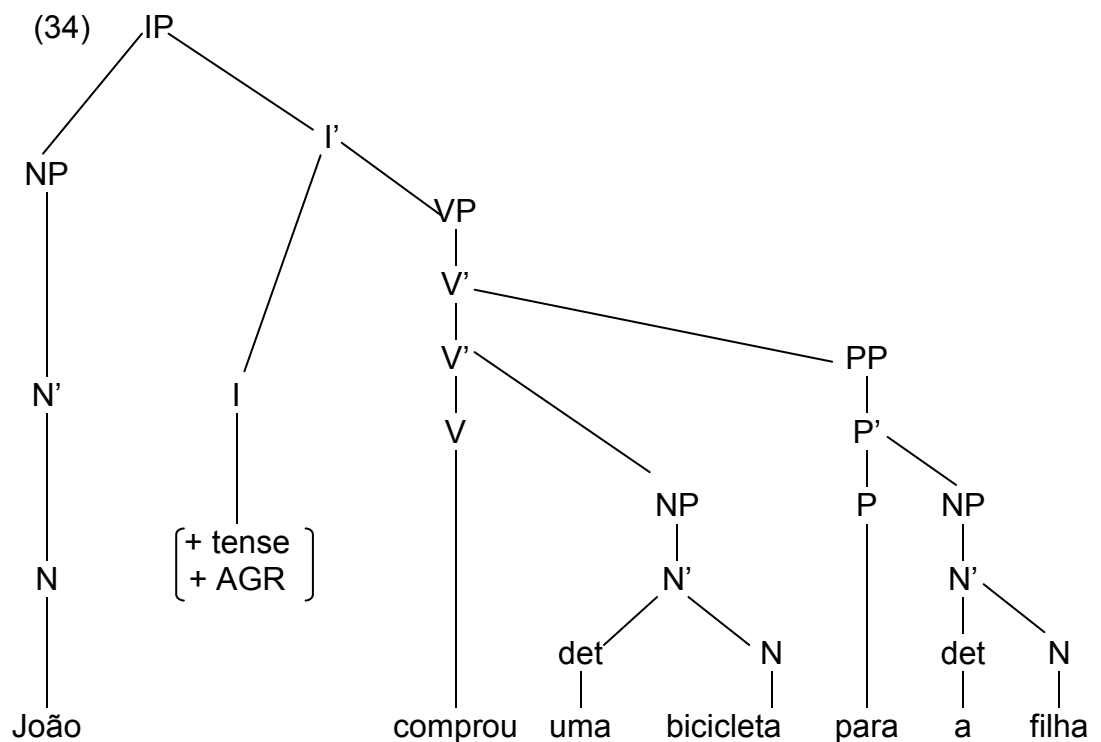 (34) IP
I’
NP
VP
V’
V’ PP
N’ I
V P’
NP P NP
+ tense
+ AGR
N N’ N’
det N det N
João comprou uma bicicleta para a filha